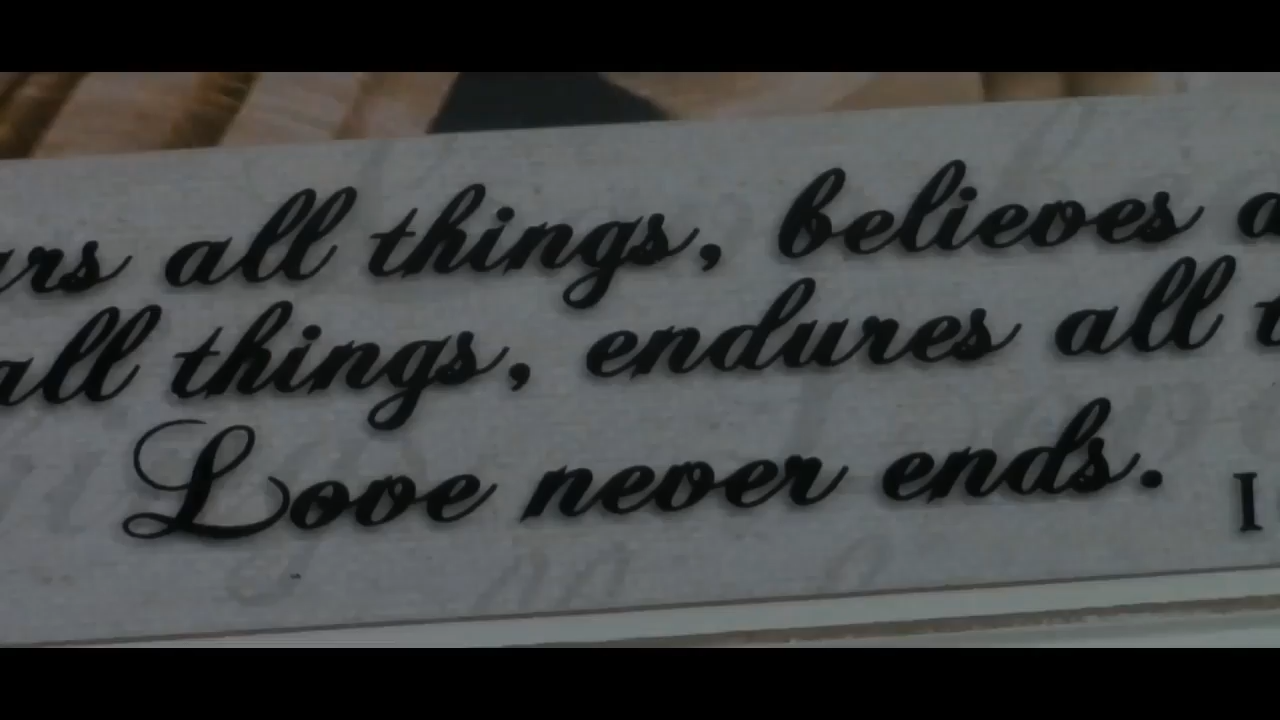 all things, believes
all things, endures all
Love never ends.
I